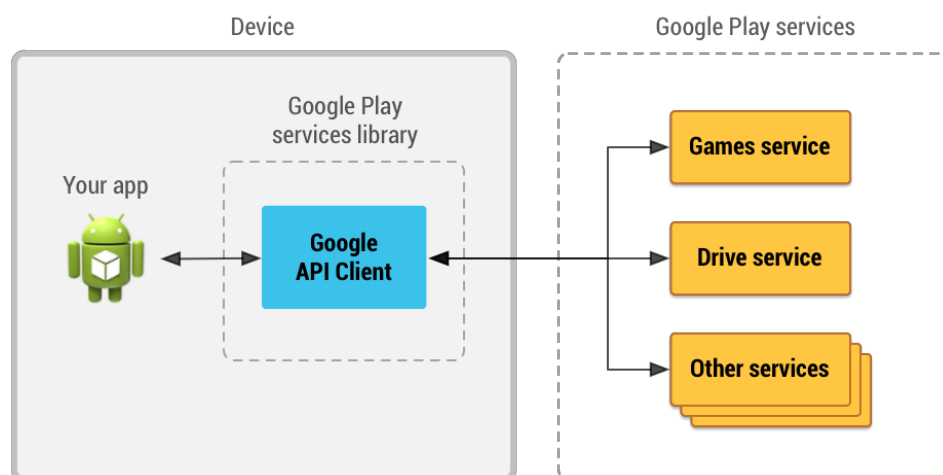 Device
Google Play services
Google Play
services library
Your app
Google
API Client
Games service
Drive service
Other services